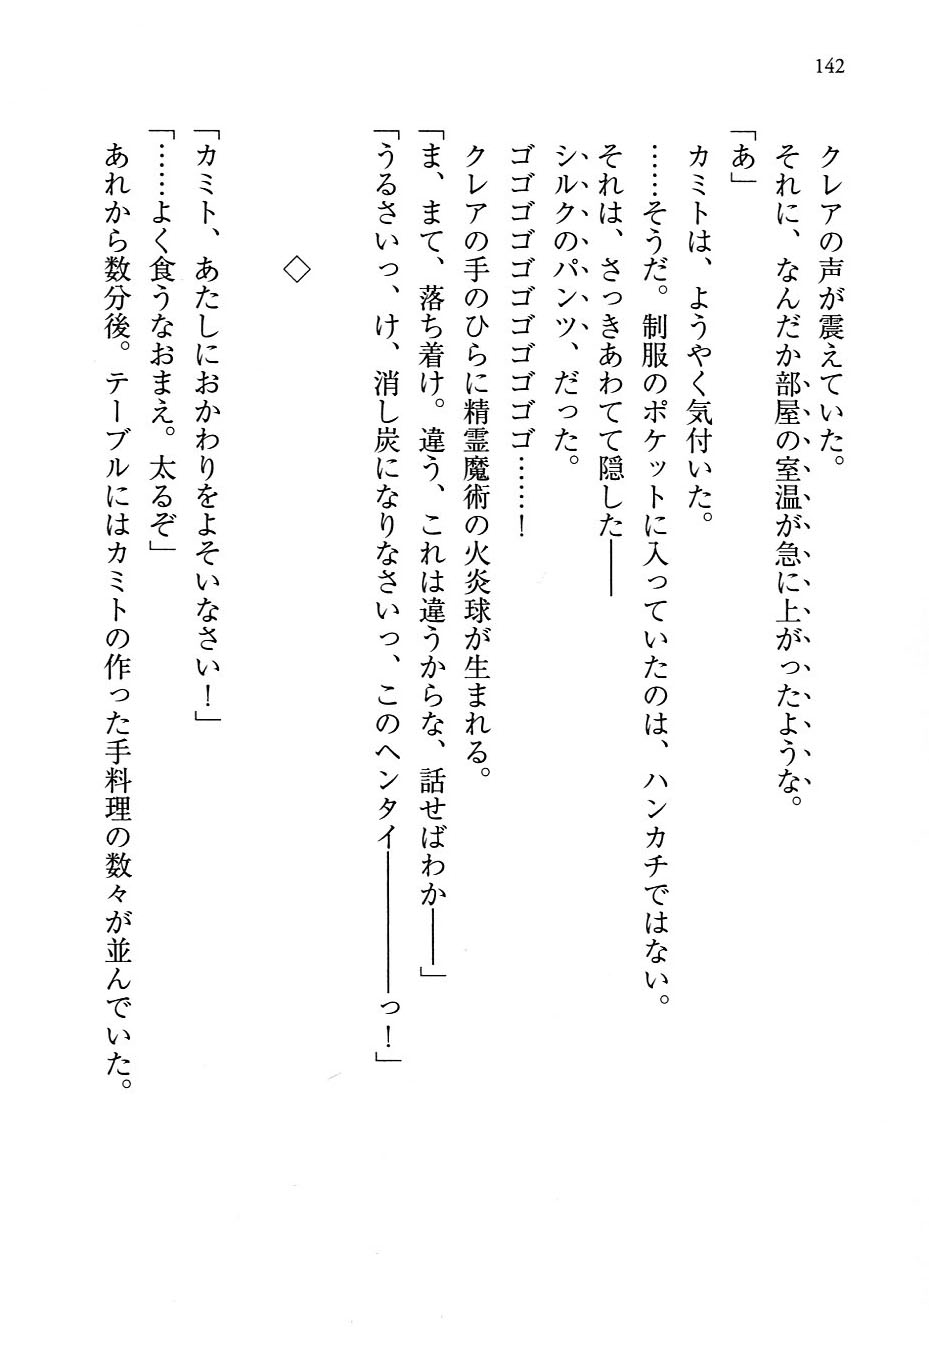 142
クレアの声が震えていた。
それに、なんだか部屋の室温が急に上がったような。
「あ」
カミトは、ようやく気付いた。
……そうだ。制服のポケットに入っていたのは、ハンカチではない。
それは、さっきあわてて隠した――
シルクのパンツ、だった。
ゴゴゴゴゴゴゴゴゴゴゴ……！
クレアの手のひらに精霊魔術の火炎球が生まれる。
「ま、まて、落ち着け。違う、これは違うからな、話せばわか――」
「うるさいっ、け、消し炭になりなさいっ、このヘンタイ―――――っ！」
◇
「カミト、あたしにおかわりをよそいなさい！」
「……よく食うなおまえ。太るぞ」
あれから数分後。テーブルにはカミトの作った手料理の数々が並んでいた。